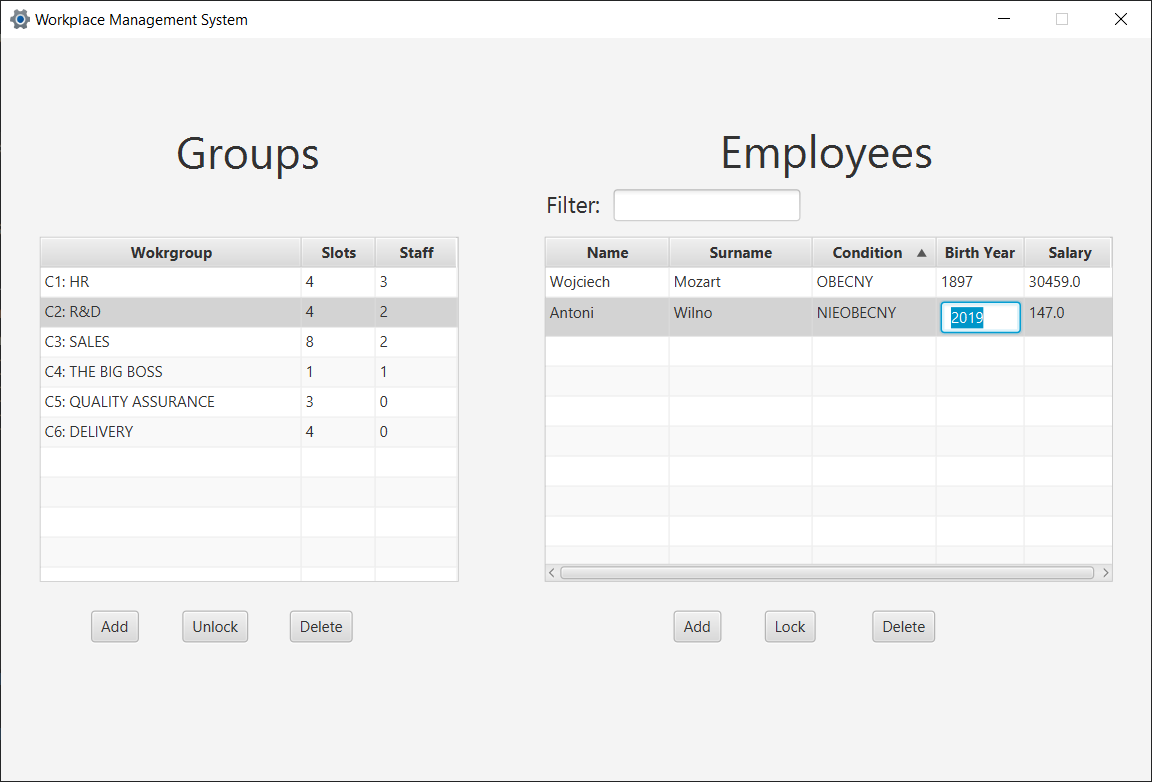 Workplace Management System
Groups
Employees
Filter:
Wokrgroup Slots Staff
C1: HR 4 3
C2: R&D 4 2
C3: SALES 8 2
C4: THE BIG BOSS 1 1
C5: QUALITY ASSURANCE 3 0
C6: DELIVERY 4 0
Name Surname Condition Birth Year Salary
Wojciech Mozart OBECNY 1897 30459.0
Antoni Wilno NIEOBECNY 2019 147.0
Add Unlock Delete
Add Lock Delete